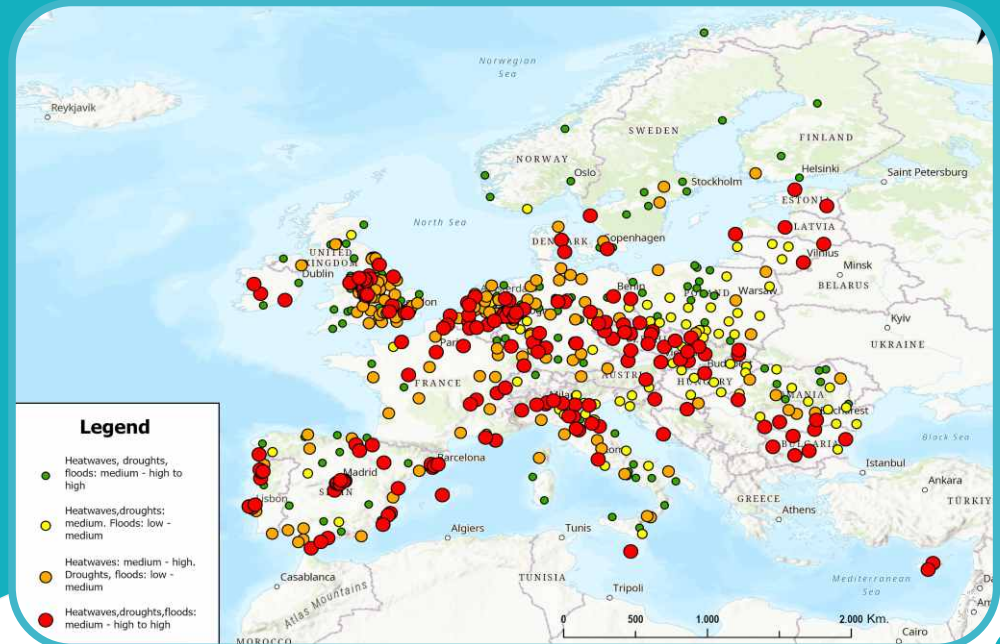 Norwegian
Sea
Reykjavik
SWEDEN
FINLAND
NORWAY
Oslo
Helsinki
Saint Petersburg
Stockholm
ESTONIA
North Sea
LATVIA
DENMARK
Copenhagen
UNITED
KINGDOM
Vilnius
Dublin
Minsk
BELARUS
Warsaw
Kyiv
UKRAINE
FRANCE
Black Sea
Barcelona
Istanbul
Madrid
Ankara
Lisbon
GREECE
Athens
Algiers
Tunis
Casablanca
TUNISIA
Mediterranean
Sea
Tripoli
Atlas Mountains
Cairo
MOROCCO
0 500 1.000 2.000 Km.
Legend
Heatwaves, droughts,
floods: medium - high to
high
Heatwaves,droughts:
medium. Floods: low -
medium
Heatwaves: medium - high.
Droughts, floods: low -
medium
Heatwaves,droughts,floods:
medium - high to high